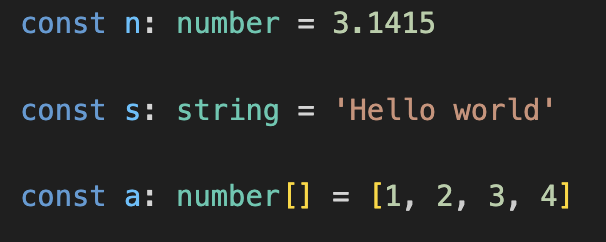 const n: number = 3.1415
const s: string = 'Hello world'
const a: number[] = [1, 2, 3, 4]